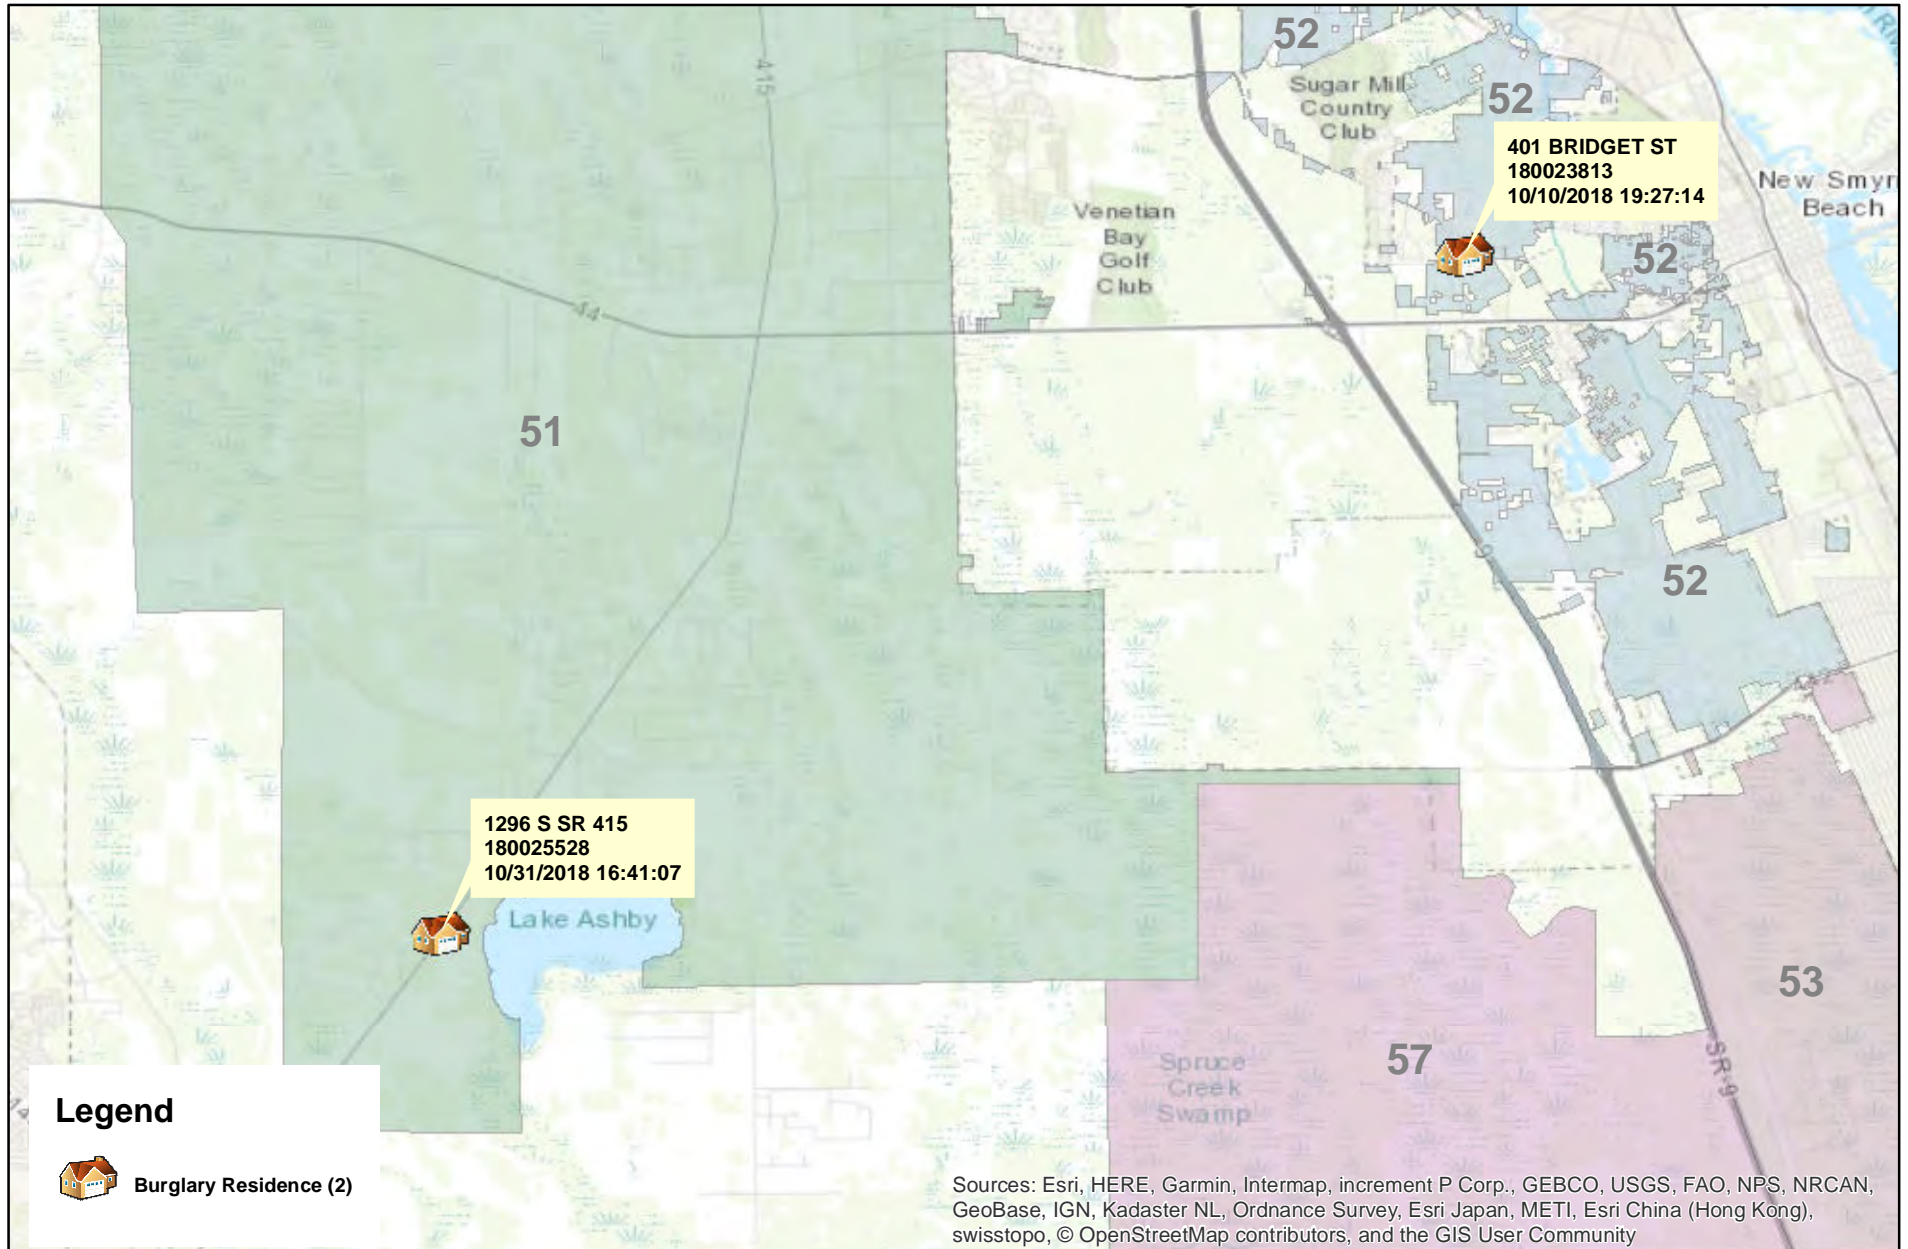 52
415
Sugar Mill
Country
Club
52
401 BRIDGET ST
180023813
10/10/2018 19:27:14
New Smyr
Beach
Venetian
Bay
Golf
Club
52
44
51
9
52
1296 S SR 415
180025528
10/31/2018 16:41:07
Lake Ashby
53
57
Spruce
Creek
Swamp
SR 9
Legend
Burglary Residence (2)
Sources: Esri, HERE, Garmin, Intermap, increment P Corp., GEBCO, USGS, FAO, NPS, NRCAN,
GeoBase, IGN, Kadaster NL, Ordnance Survey, Esri Japan, METI, Esri China (Hong Kong),
swisstopo, © OpenStreetMap contributors, and the GIS User Community